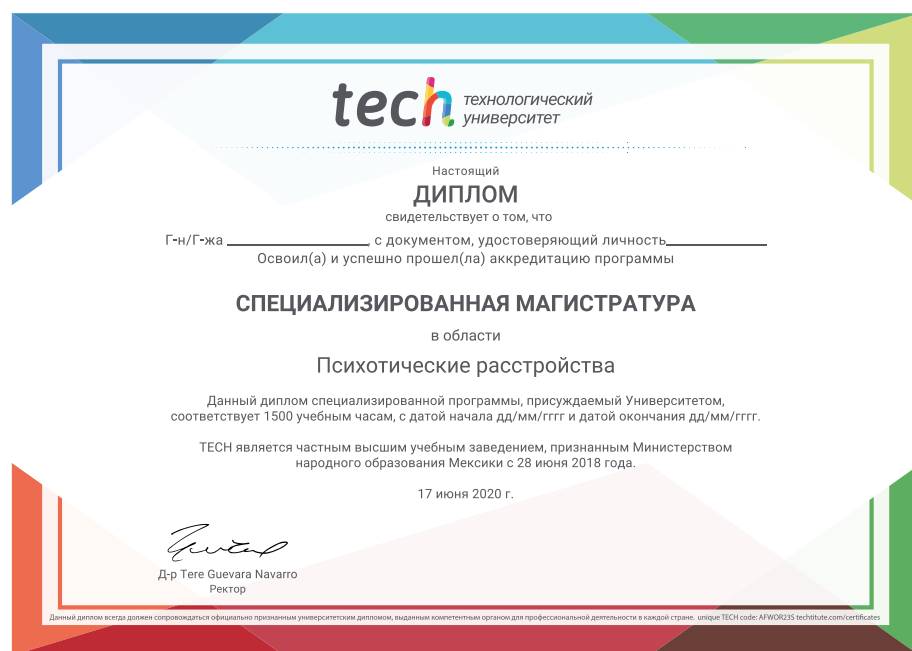 tech технологический
университет
Настоящий
ДИПЛОМ
свидетельствует о том, что
Г-н/Г-жа , с документом, удостоверяющий личность
Освоил(а) и успешно прошел(ла) аккредитацию программы
СПЕЦИАЛИЗИРОВАННАЯ МАГИСТРАТУРА
в области
Психотические расстройства
Данный диплом специализированной программы, присуждаемый Университетом,
соответствует 1500 учебным часам, с датой начала дд/мм/гггг и датой окончания дд/мм/гггг.
TECH является частным высшим учебным заведением, признанным Министерством
народного образования Мексики с 28 июня 2018 года.
17 июня 2020 г.
Д-р Tere Guevara Navarro
Ректор
Данный диплом всегда должен сопровождаться официально признанным университетским дипломом, выданным компетентным органом для профессиональной деятельности в каждой стране. unique TECH code: AFWOR23S techtitute.com/certificates